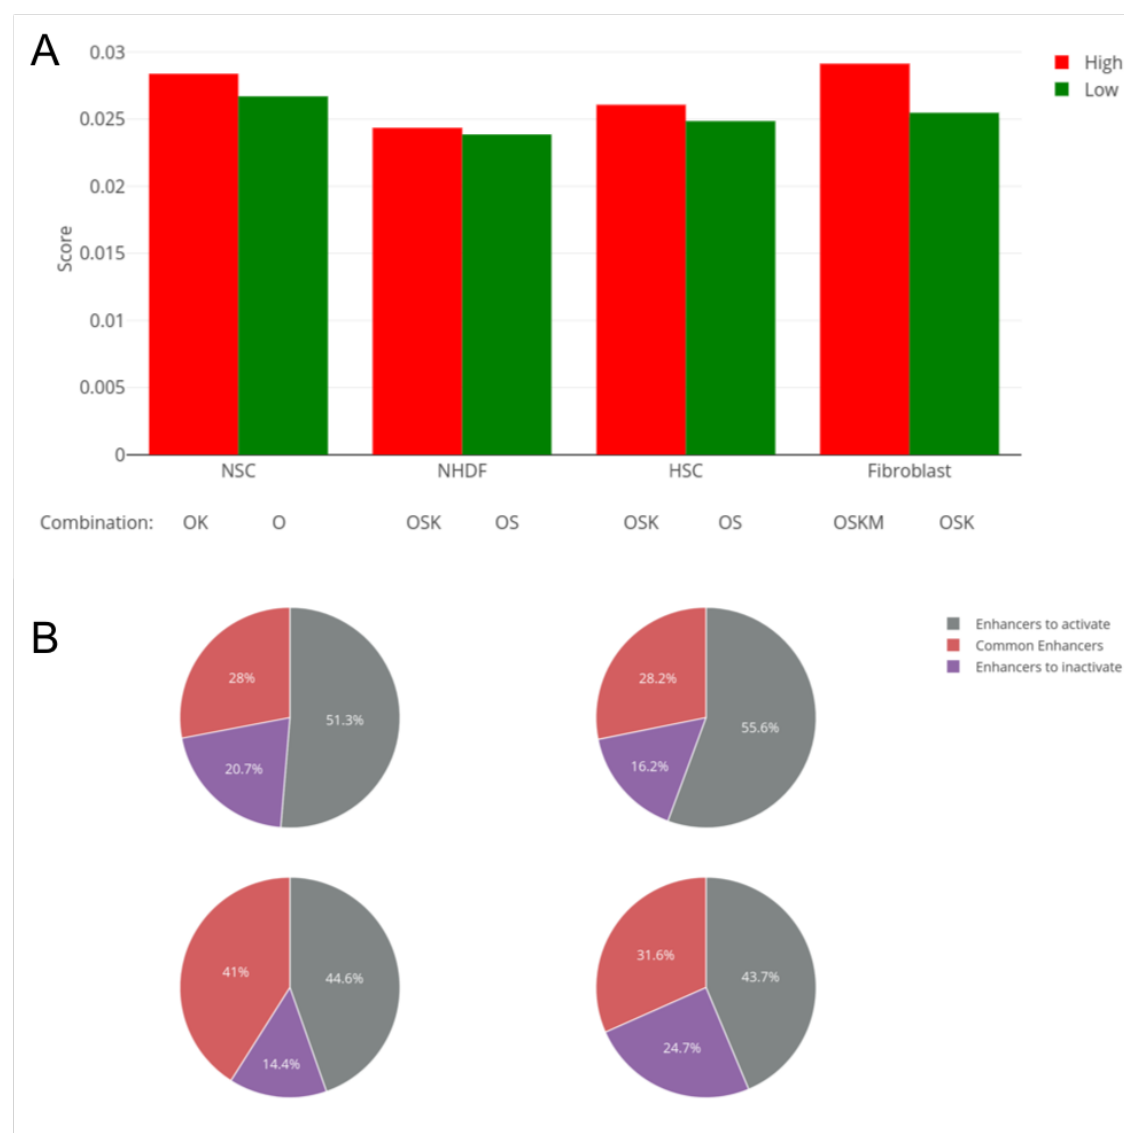 A
0.03
0.025
0.02
0.015
0.01
0.005
0
Score
High
Low
NSC NHDF HSC Fibroblast
Combination: OK O OSK OS OSK OS OSKM OSK
B
Enhancers to activate
Common Enhancers
Enhancers to inactivate
28% 51.3% 20.7%
28.2% 55.6% 16.2%
41% 44.6% 14.4%
31.6% 43.7% 24.7%